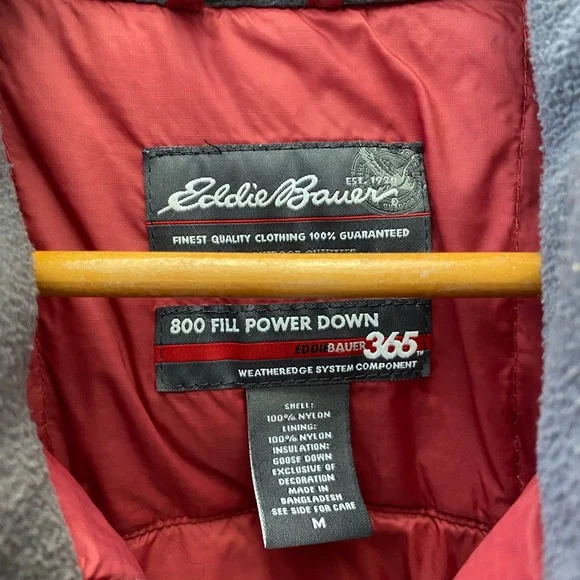 Eddie Bauer
EST. 1920
FINEST QUALITY CLOTHING 100% GUARANTEED
800 FILL POWER DOWN
EDDIE BAUER 365 TM
WEATHEREDGE SYSTEM COMPONENT
SHELL:
100% NYLON
LINING:
100% NYLON
INSULATION:
GOOSE DOWN
EXCLUSIVE OF
DECORATION
MADE IN
BANGLADESH
SEE SIDE FOR CARE
M